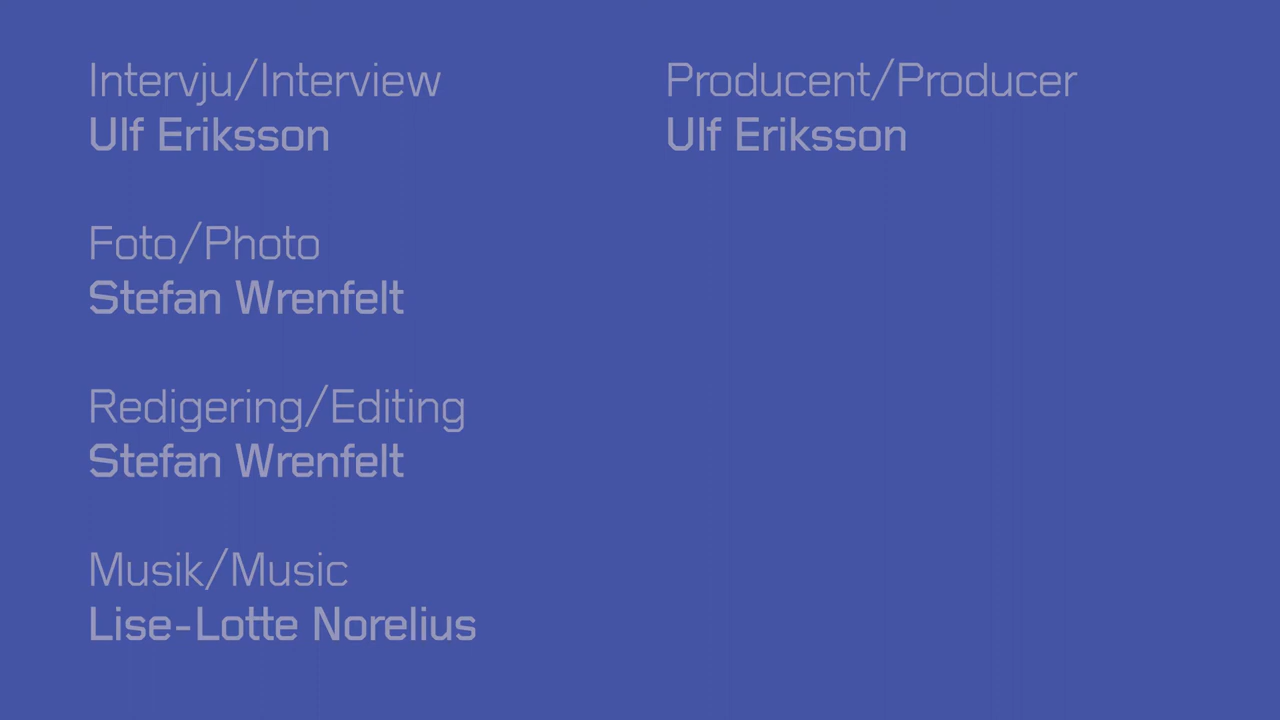 Intervju/Interview
Ulf Eriksson
Foto/Photo
Stefan Wrenfelt
Redigering/Editing
Stefan Wrenfelt
Musik/Music
Lise-Lotte Norelius
Producent/Producer
Ulf Eriksson